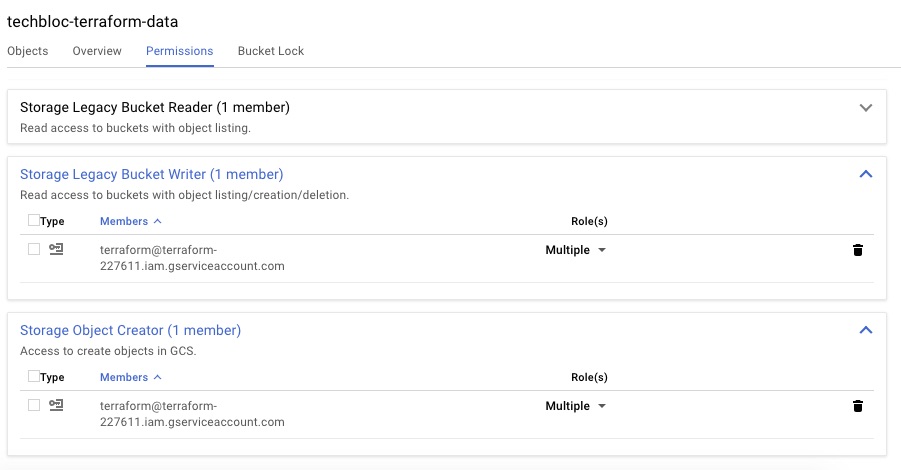 techbloc-terraform-data
Objects Overview Permissions Bucket Lock
Storage Legacy Bucket Reader (1 member)
Read access to buckets with object listing.
Storage Legacy Bucket Writer (1 member)
Read access to buckets with object listing/creation/deletion.
Type Members Role(s)
terraform@terraform-
227611.iam.gserviceaccount.com
Multiple
Storage Object Creator (1 member)
Access to create objects in GCS.
Type Members Role(s)
terraform@terraform-
227611.iam.gserviceaccount.com
Multiple